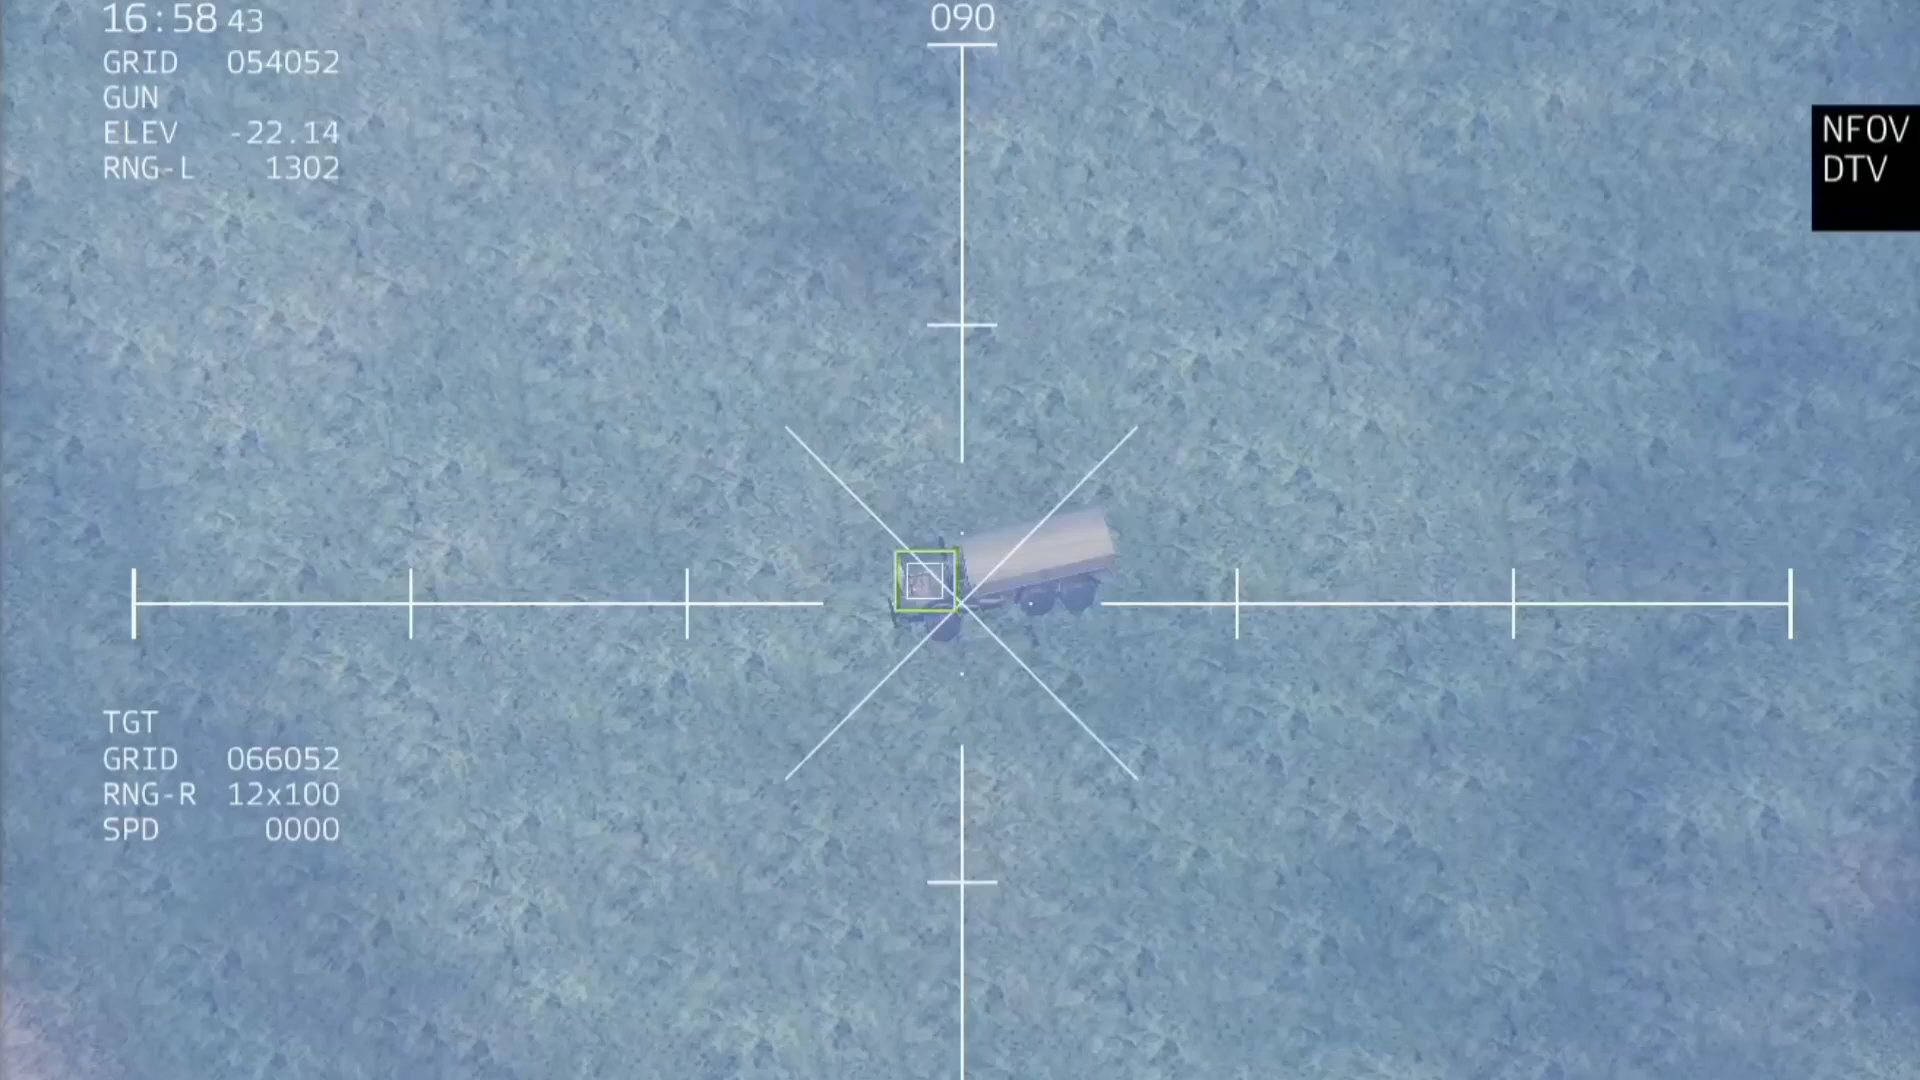 16:58 43
GRID 054052
GUN
ELEV -22.14
RNG-L 1302
090
NFOV
DTV
TGT
GRID 066052
RNG-R 12x100
SPD 0000